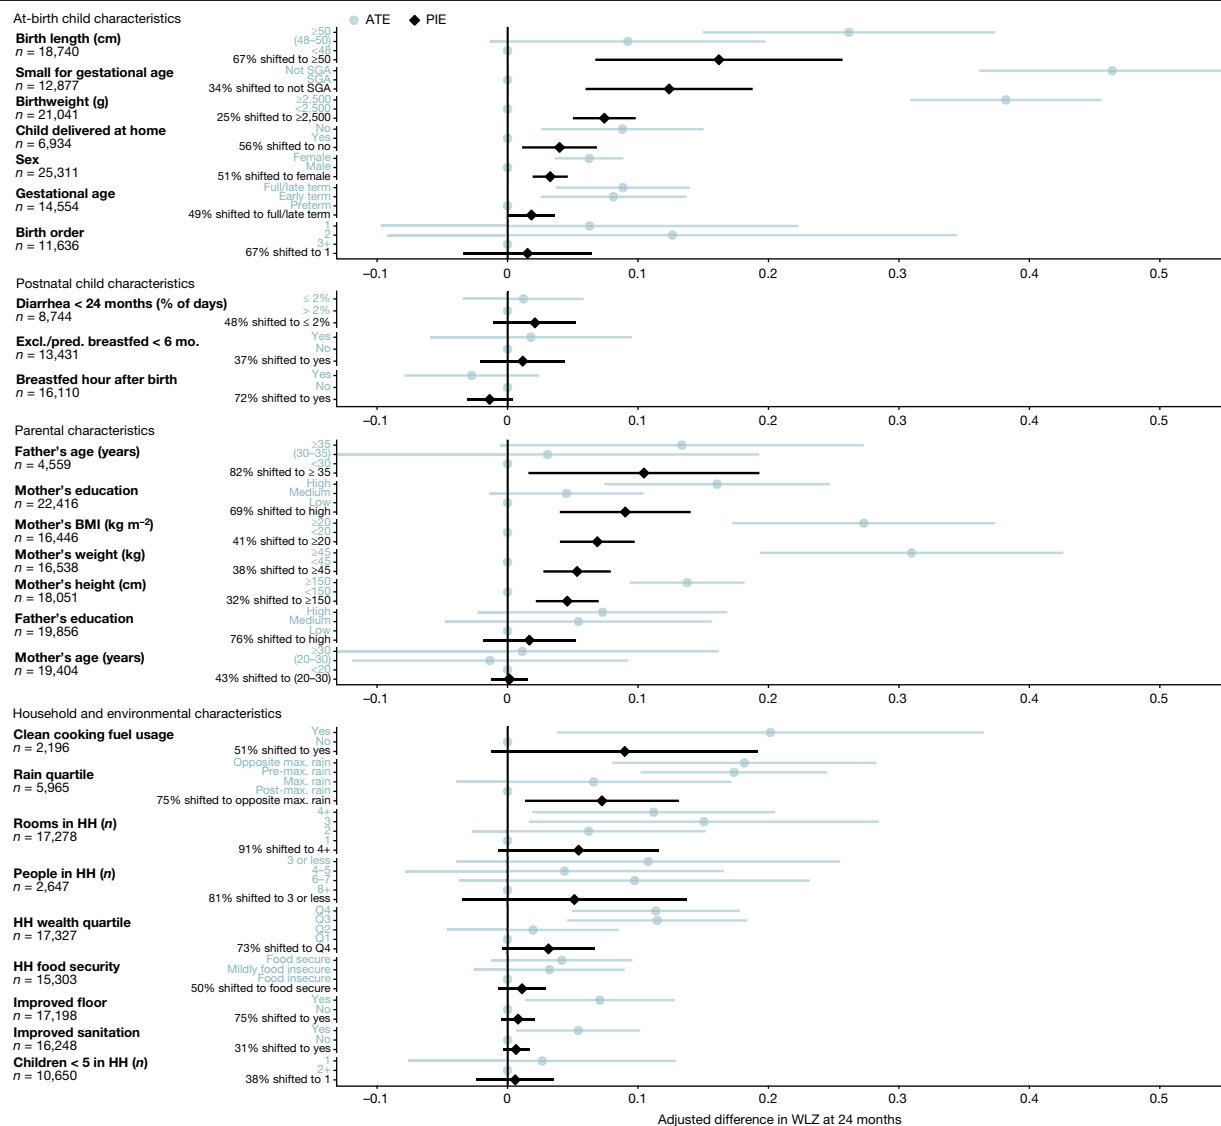 At-birth child characteristics
ATE PIE
Birth length (cm)
n = 18,740
≥50
(48–50)
<48
67% shifted to ≥50
Small for gestational age
n = 12,877
Not SGA
SGA
34% shifted to not SGA
Birthweight (g)
n = 21,041
≥2,500
<2,500
25% shifted to ≥2,500
Child delivered at home
n = 6,934
No
Yes
56% shifted to no
Sex
n = 25,311
Female
Male
51% shifted to female
Gestational age
n = 14,554
Full/late term
Early term
Preterm
49% shifted to full/late term
Birth order
n = 11,636
1
2
3+
67% shifted to 1
−0.1 0 0.1 0.2 0.3 0.4 0.5
Postnatal child characteristics
Diarrhea < 24 months (% of days)
n = 8,744
≤ 2%
> 2%
48% shifted to ≤ 2%
Excl./pred. breastfed < 6 mo.
n = 13,431
Yes
No
37% shifted to yes
Breastfed hour after birth
n = 16,110
Yes
No
72% shifted to yes
−0.1 0 0.1 0.2 0.3 0.4 0.5
Parental characteristics
Father's age (years)
n = 4,559
≥35
(30–35)
<30
82% shifted to ≥ 35
Mother's education
n = 22,416
High
Medium
Low
69% shifted to high
Mother's BMI (kg m−2)
n = 16,446
≥20
<20
41% shifted to ≥20
Mother's weight (kg)
n = 16,538
≥45
<45
38% shifted to ≥45
Mother's height (cm)
n = 18,051
≥150
<150
32% shifted to ≥150
Father's education
n = 19,856
High
Medium
Low
76% shifted to high
Mother's age (years)
n = 19,404
≥30
(20–30)
<20
43% shifted to (20–30)
−0.1 0 0.1 0.2 0.3 0.4 0.5
Household and environmental characteristics
Clean cooking fuel usage
n = 2,196
Yes
No
51% shifted to yes
Rain quartile
n = 5,965
Opposite max. rain
Pre-max. rain
Max. rain
Post-max. rain
75% shifted to opposite max. rain
Rooms in HH (n)
n = 17,278
4+
3
2
1
91% shifted to 4+
People in HH (n)
n = 2,647
3 or less
4–5
6–7
8+
81% shifted to 3 or less
HH wealth quartile
n = 17,327
Q4
Q3
Q2
Q1
73% shifted to Q4
HH food security
n = 15,303
Food secure
Mildly food insecure
Food insecure
50% shifted to food secure
Improved floor
n = 17,198
Yes
No
75% shifted to yes
Improved sanitation
n = 16,248
Yes
No
31% shifted to yes
Children < 5 in HH (n)
n = 10,650
1
2+
38% shifted to 1
−0.1 0 0.1 0.2 0.3 0.4 0.5
Adjusted difference in WLZ at 24 months